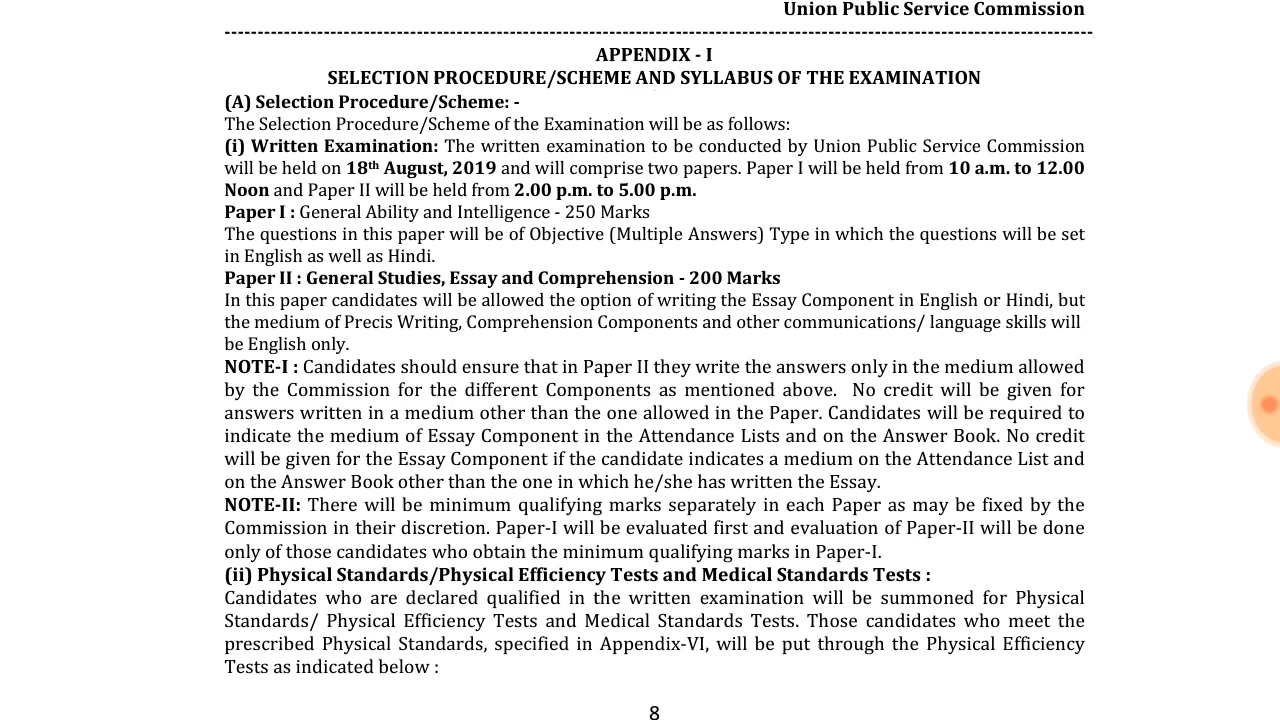 Union Public Service Commission
-----------------------------------------------------------------------------------------------------------------------------------
APPENDIX - I
SELECTION PROCEDURE/SCHEME AND SYLLABUS OF THE EXAMINATION
(A) Selection Procedure/Scheme: -
The Selection Procedure/Scheme of the Examination will be as follows:
(i) Written Examination: The written examination to be conducted by Union Public Service Commission
will be held on 18th August, 2019 and will comprise two papers. Paper I will be held from 10 a.m. to 12.00
Noon and Paper II will be held from 2.00 p.m. to 5.00 p.m.
Paper I : General Ability and Intelligence - 250 Marks
The questions in this paper will be of Objective (Multiple Answers) Type in which the questions will be set
in English as well as Hindi.
Paper II : General Studies, Essay and Comprehension - 200 Marks
In this paper candidates will be allowed the option of writing the Essay Component in English or Hindi, but
the medium of Precis Writing, Comprehension Components and other communications/ language skills will
be English only.
NOTE-I : Candidates should ensure that in Paper II they write the answers only in the medium allowed
by the Commission for the different Components as mentioned above. No credit will be given for
answers written in a medium other than the one allowed in the Paper. Candidates will be required to
indicate the medium of Essay Component in the Attendance Lists and on the Answer Book. No credit
will be given for the Essay Component if the candidate indicates a medium on the Attendance List and
on the Answer Book other than the one in which he/she has written the Essay.
NOTE-II: There will be minimum qualifying marks separately in each Paper as may be fixed by the
Commission in their discretion. Paper-I will be evaluated first and evaluation of Paper-II will be done
only of those candidates who obtain the minimum qualifying marks in Paper-I.
(ii) Physical Standards/Physical Efficiency Tests and Medical Standards Tests :
Candidates who are declared qualified in the written examination will be summoned for Physical
Standards/ Physical Efficiency Tests and Medical Standards Tests. Those candidates who meet the
prescribed Physical Standards, specified in Appendix-VI, will be put through the Physical Efficiency
Tests as indicated below :
8